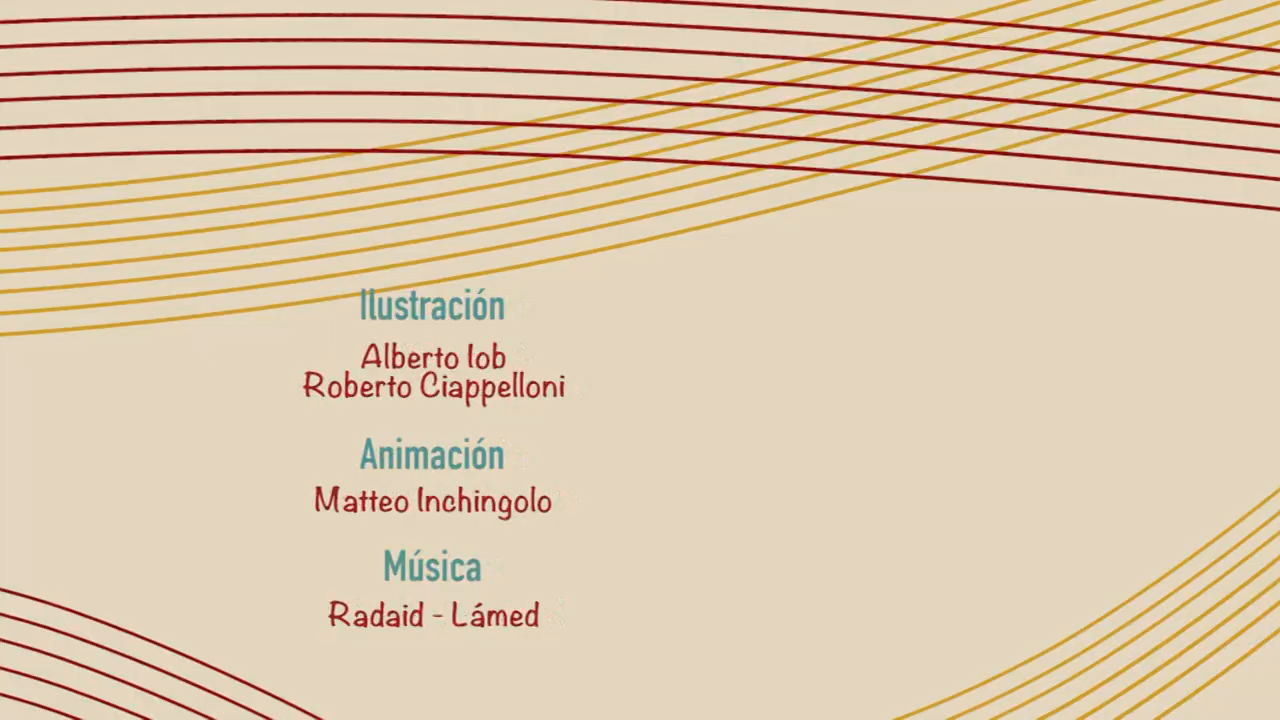 Ilustración
Alberto Iob
Roberto Ciappelloni
Animación
Matteo Inchingolo
Música
Radaid - Lámed